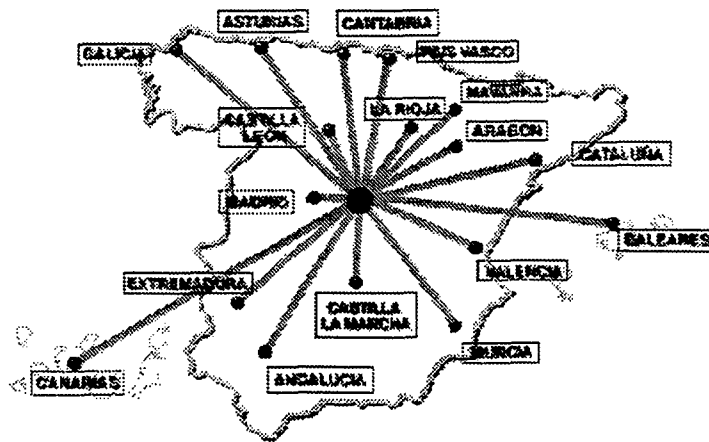 ASTURIAS
CANTABRIA
GALICIA
PAIS VASCO
NAVARRA
LA RIOJA
CASTILLA
LEON
ARAGON
CATALUÑA
MADRID
BALEARES
VALENCIA
EXTREMADORA
CASTILLA
LA MANCHA
MURCIA
CANARIAS
ANDALUCIA